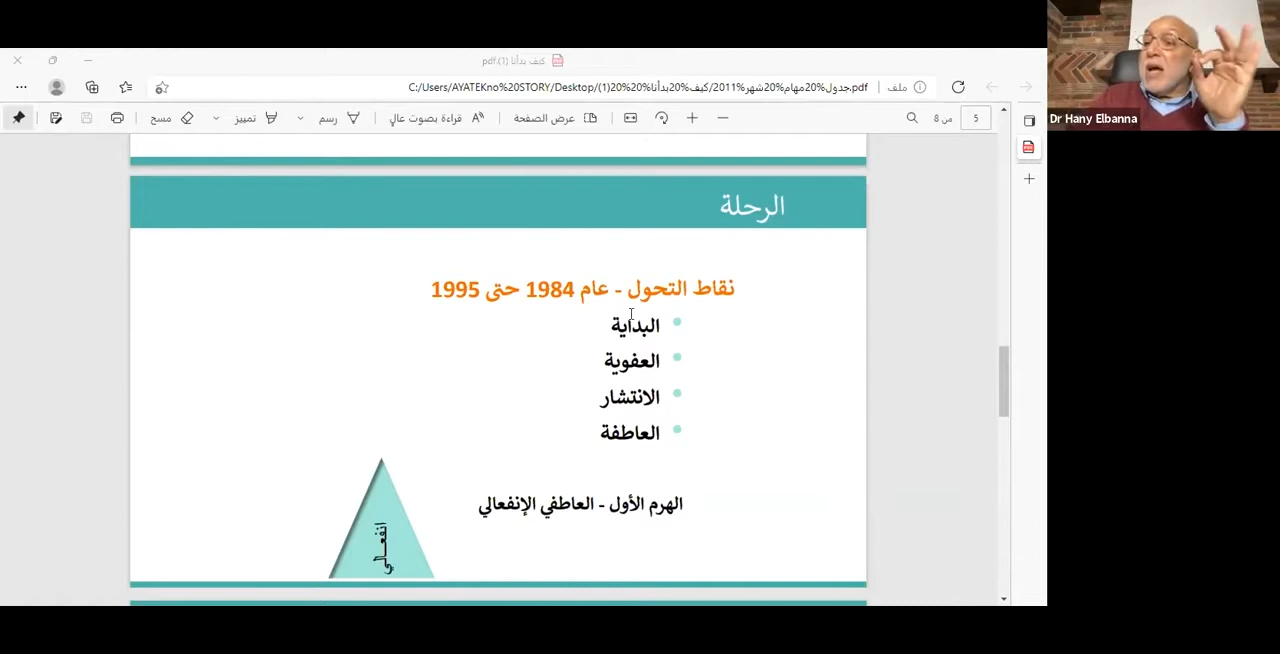 كيف بدأنا (1).pdf
ملف
C:/Users/AYATEKno%20STORY/Desktop/جدول%20مهام%20شهر%2011/كيف%20بدأنا%20%20(1).pdf
5
من 8
عرض الصفحة
قراءة بصوت عالٍ
رسم
تمييز
مسح
Dr Hany Elbanna
الرحلة
نقاط التحول - عام 1984 حتى 1995
البداية
العفوية
الانتشار
العاطفة
الهرم الأول - العاطفي الإنفعالي
انفعـــالي